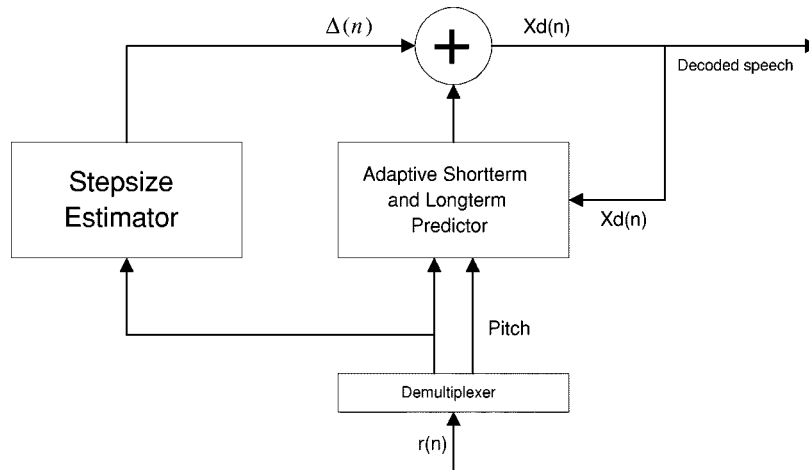 Δ(n)
+
Xd(n)
Decoded speech
Stepsize
Estimator
Adaptive Shortterm
and Longterm
Predictor
Xd(n)
Pitch
Demultiplexer
r(n)